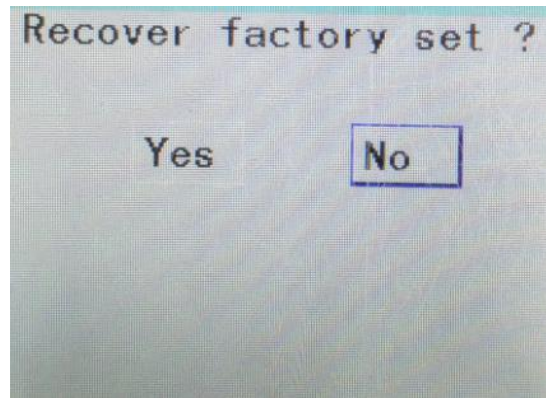 Recover factory set ?
Yes No